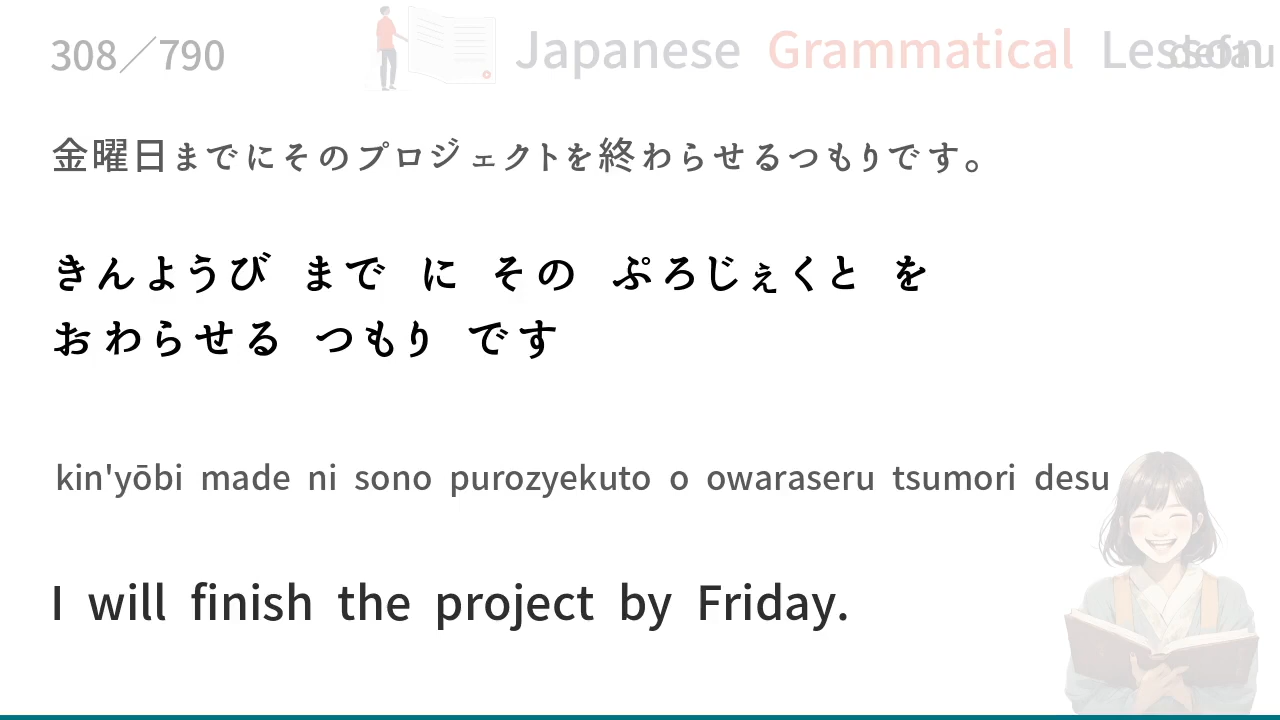 308／790
Japanese Grammatical Lesson
defau
金曜日までにそのプロジェクトを終わらせるつもりです。
きんようび まで に その ぷろじぇくと を
おわらせる つもり です
kin'yōbi made ni sono purozyekuto o owaraseru tsumori desu
I will finish the project by Friday.